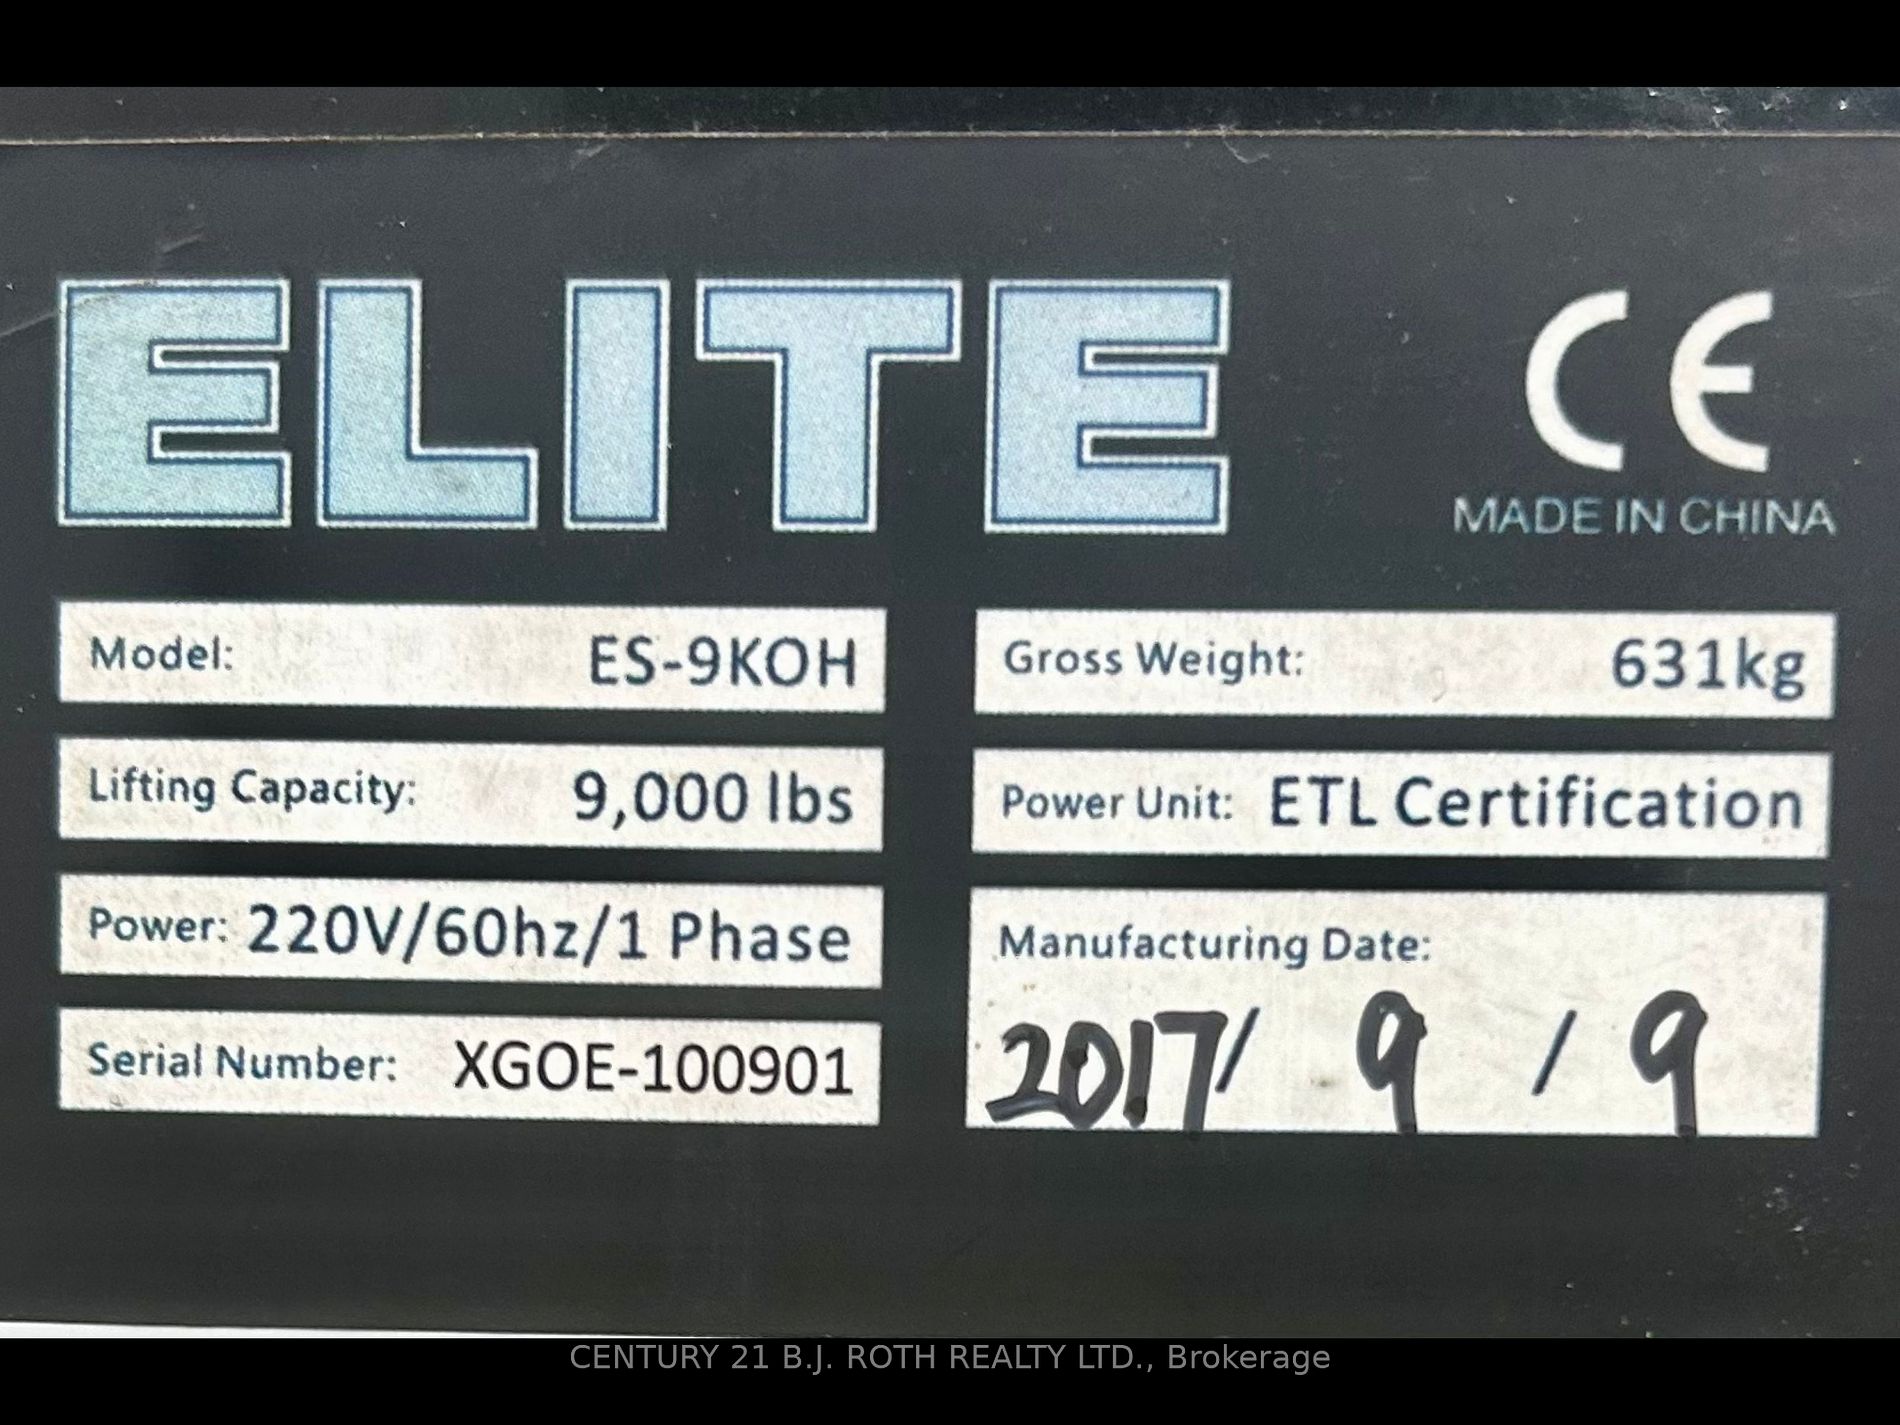 ELITE
CE
MADE IN CHINA
Model: ES-9KOH
Gross Weight: 631kg
Lifting Capacity: 9,000 lbs
Power Unit: ETL Certification
Power: 220V/60hz/1 Phase
Manufacturing Date:
2017/ 9 / 9
Serial Number: XGOE-100901
CENTURY 21 B.J. ROTH REALTY LTD., Brokerage